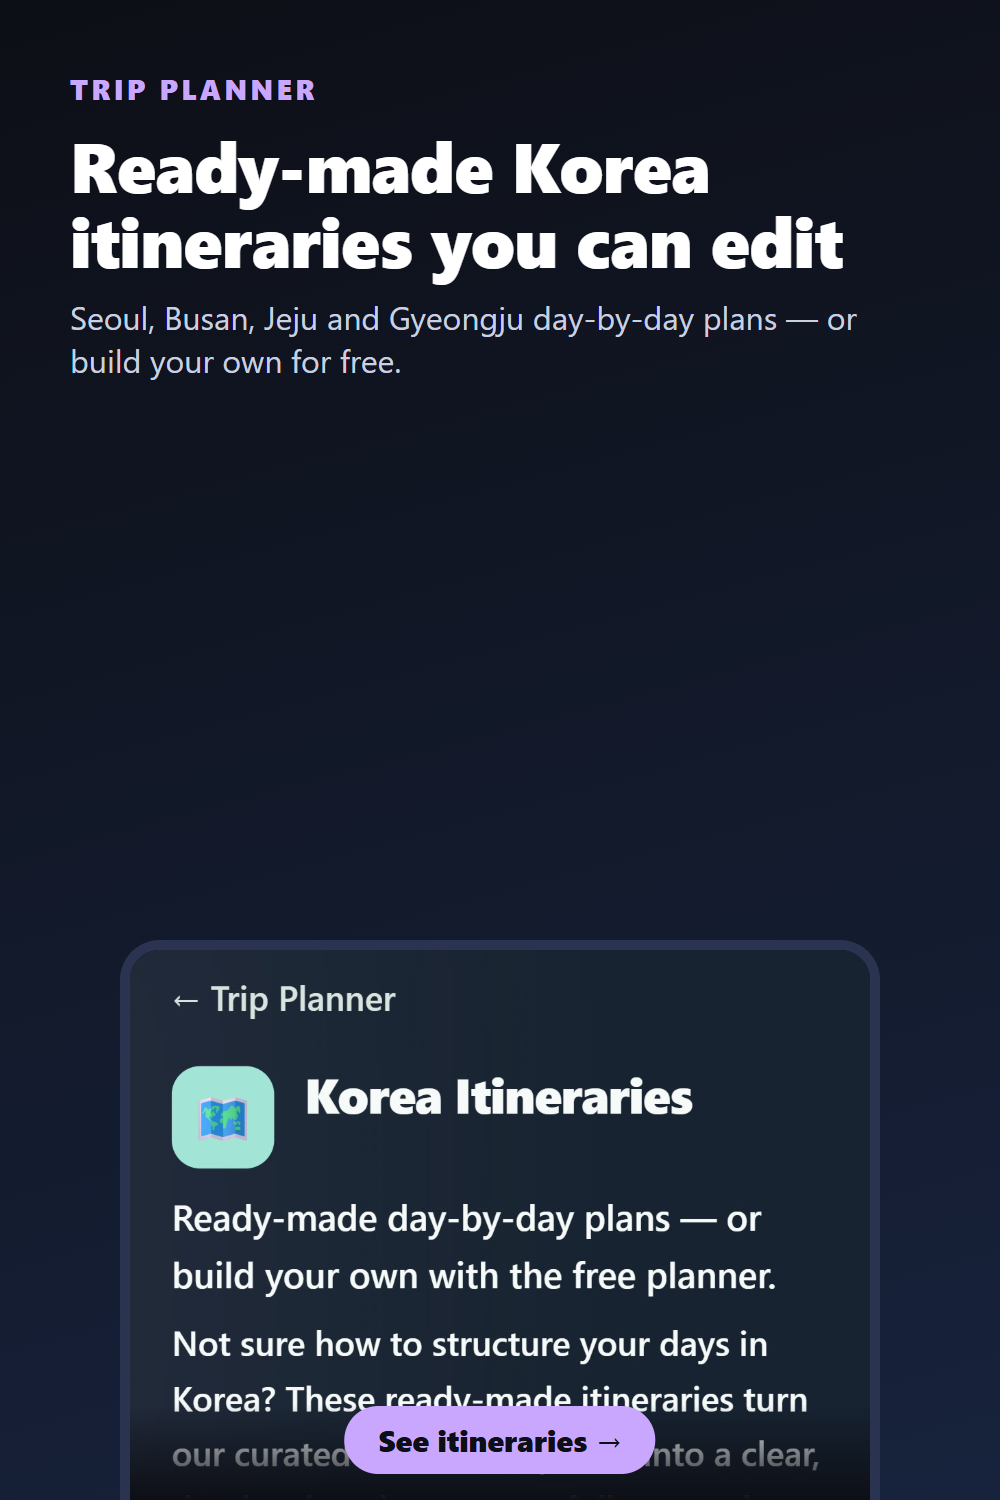 TRIP PLANNER
Ready-made Korea
itineraries you can edit
Seoul, Busan, Jeju and Gyeongju day-by-day plans — or
build your own for free.
← Trip Planner
Korea Itineraries
Ready-made day-by-day plans — or
build your own with the free planner.
Not sure how to structure your days in
Korea? These ready-made itineraries turn
our curated into a clear,
See itineraries →